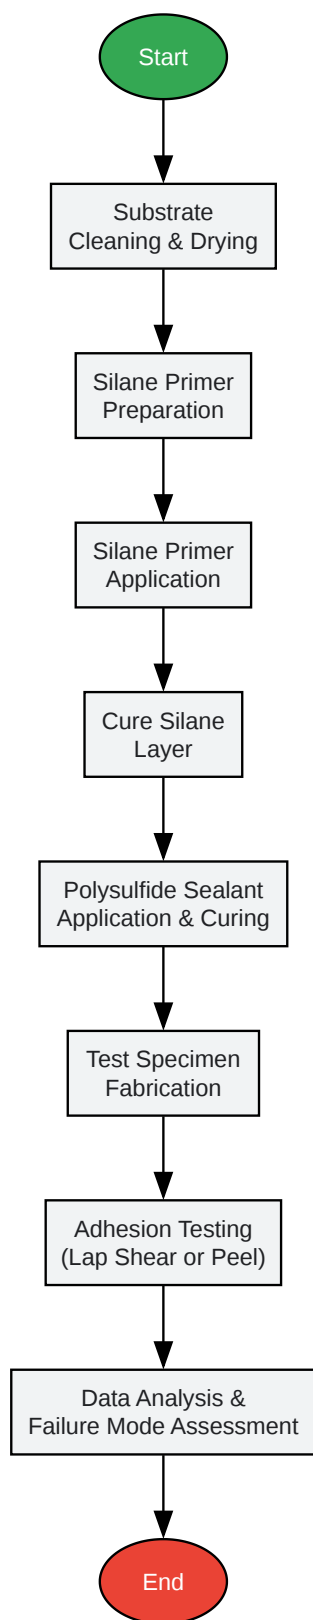 Start
Substrate
Cleaning & Drying
Silane Primer
Preparation
Silane Primer
Application
Cure Silane
Layer
Polysulfide Sealant
Application & Curing
Test Specimen
Fabrication
Adhesion Testing
(Lap Shear or Peel)
Data Analysis &
Failure Mode Assessment
End